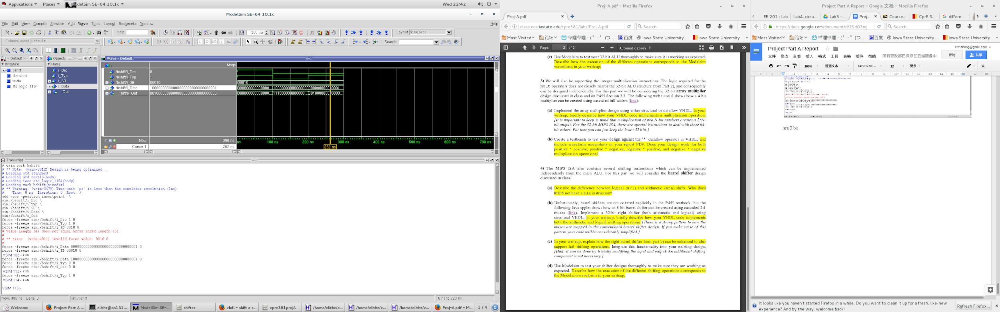 Applications Places ModelSim SE-64 10.1c Wed 22:42
ModelSim SE-64 10.1c
File Edit View Compile Simulate Add Wave Tools Layout Bookmarks Window Help
Help 100 ns Layout Simulate
ColumnLayout Default Search:
Default Objects Wave - Default
Instance
bshift
standard
textio
std_logic_1164
Name
i_Drc
i_Typ
i_SB
i_Data
Out
Msgs
/bshift/i_Drc 0
/bshift/i_Typ 1
/bshift/i_SB 00010 00010
/bshift/i_Data
Now 300 ns
100 ns 200 ns 300 ns 400 ns 500 ns 600 ns 700 ns
Cursor 1 262 ns 262 ns
Transcript
# vsim work.bshift
# ** Note: (vsim-3812) Design is being optimized...
# Loading std.standard
# Loading std.textio(body)
# Loading ieee.std_logic_1164(body)
# Loading work.bshift(mixed)#1
# ** Warning: (vsim-3479) Time unit 'ps' is less than the simulator resolution (1ns).
# Time: 0 ns Iteration: 0 Root: /
add wave -position insertpoint \
sim:/bshift/i_Drc \
sim:/bshift/i_Typ \
sim:/bshift/i_SB \
sim:/bshift/i_Data \
sim:/bshift/o_Out
force -freeze sim:/bshift/i_Drc 1 0
force -freeze sim:/bshift/i_Typ 1 0
force -freeze sim:/bshift/i_SB 0010 0
# Value length (4) does not equal array index length (5).
#
# ** Error: (vsim-4011) Invalid force value: 0010 0.
#
force -freeze sim:/bshift/i_Data 00000000000000000000000000000001 0
force -freeze sim:/bshift/i_SB 00010 0
VSIM 108> run
force -freeze sim:/bshift/i_Data 10000000000000000000000000000001 0
force -freeze sim:/bshift/i_Typ 0 0
force -freeze sim:/bshift/i_Drc 0 0
VSIM 112> run
force -freeze sim:/bshift/i_Typ 1 0
VSIM 114> run
VSIM 115>
Now: 300 ns Delta: 0 sim:/bshift 0 ns to 723 ns
Welcome Project Part A ... elithz@co131... ModelSim SE-... shifter vhdl - shift a s... cpre381projA /home/elithz/c... /home/elithz/c... /home/elithz/c... Proj-A.pdf - M... 1 / 4 1
Proj-A.pdf - Mozilla Firefox
Proj-A.pdf
class.ece.iastate.edu/cpre381/labs/Proj-A.pdf Search
Most Visited 论坛 哔哩哔哩 - ( ゜- ゜)つ... 百度 Iowa State University ... Iowa State University
Page: 2 of 2 Automatic Zoom
(c) Use Modelsim to test your 32-bit ALU thoroughly to make sure it is working as expected.
Describe how the execution of the different operations corresponds to the Modelsim
waveforms in your writeup.
3) We will also be supporting the integer multiplication instructions. The logic required for the
mult operators does not closely mirror the 32-bit ALU structure from Part 2), and consequently
can be designed independently. For this part we will be considering the 32-bit array multiplier
design discussed in class and on P&H Section 3.3. The following web tutorial shows how a 4-bit
multiplier can be created using cascaded full adders (link).
(a) Implement the array multiplier design using either structural or dataflow VHDL. In your
writeup, briefly describe how your VHDL code implements a multiplication operation.
[It is important to keep in mind that multiplication of two N-bit numbers creates a 2*N-
bit output. For the 32-bit MIPS ISA, there are special instructions to deal with these 64-
bit values. For now you can just keep the lower 32 bits.]
(b) Create a testbench to test your design against the '*' dataflow operator in VHDL, and
include waveform screenshots in your report PDF. Does your design work for both
positive * positive, positive * negative, negative * positive, and negative * negative
multiplication operations?
4) The MIPS ISA also contains several shifting instructions which can be implemented
independently from the main ALU. For this part we will consider the barrel shifter design
discussed in class.
(a) Describe the difference between logical (srl) and arithmetic (sra) shifts. Why does
MIPS not have a sla instruction?
(b) Unfortunately, barrel shifters are not covered explicitly in the P&H textbook, but the
following Java applet shows how an 8-bit barrel shifter can be created using cascaded 2:1
muxes (link). Implement a 32-bit right shifter (both arithmetic and logical) using
structural VHDL. In your writeup, briefly describe how your VHDL code implements
both the arithmetic and logical shifting operations. [There is a strong pattern to how the
muxes are mapped in the conventional barrel shifter design. If you make sense of this
pattern your code will be considerably simplified.]
(c) In your writeup, explain how the right barrel shifter from part b) can be enhanced to also
support left shifting operations. Integrate this functionality into your existing design.
[Hint: it can be done by trivially modifying the input and output. An additional shifting
component is not necessary.]
(d) Use Modelsim to test your shifter designs thoroughly to make sure they are working as
expected. Describe how the execution of the different shifting operations corresponds to
the Modelsim waveforms in your writeup.
Project Part A Report - Google 文档 - Mozilla Firefox
EE 201 : Lab Lab4_circu... Lab5 - ... Proj... Course... CprE 3... differe...
https://docs.google.com/document/d/1SdO3mj Search
Most Visited 论坛 哔哩哔哩 - ( ゜- ゜)つ... 百度 Iowa State University ... Iowa State University
Project Part A Report elithzhang@gmail.com
文件 修改 查看 插入 格式 工具 表格 插件 帮助 所有更改都已保存在云端硬盘中 评论 共享
100% 普通文本 Times Ne... 12 更多
2 1 1 2 3 4 5 6 7 8 9 10 11 12 13 14 15 16 17 18
sra 2 bit
It looks like you haven't started Firefox in a while. Do you want to clean it up for a fresh, like-new
experience? And by the way, welcome back! Refresh Firefox...